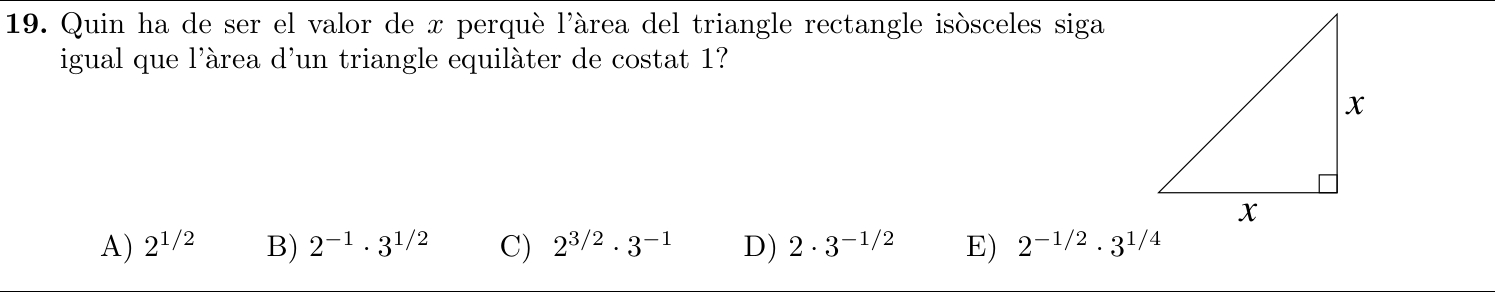 19. Quin ha de ser el valor de x perquè l'àrea del triangle rectangle isòsceles siga
igual que l'àrea d'un triangle equilàter de costat 1?
x
x
A) 2^{1/2} B) 2^{−1} · 3^{1/2} C) 2^{3/2} · 3^{−1} D) 2 · 3^{−1/2} E) 2^{−1/2} · 3^{1/4}